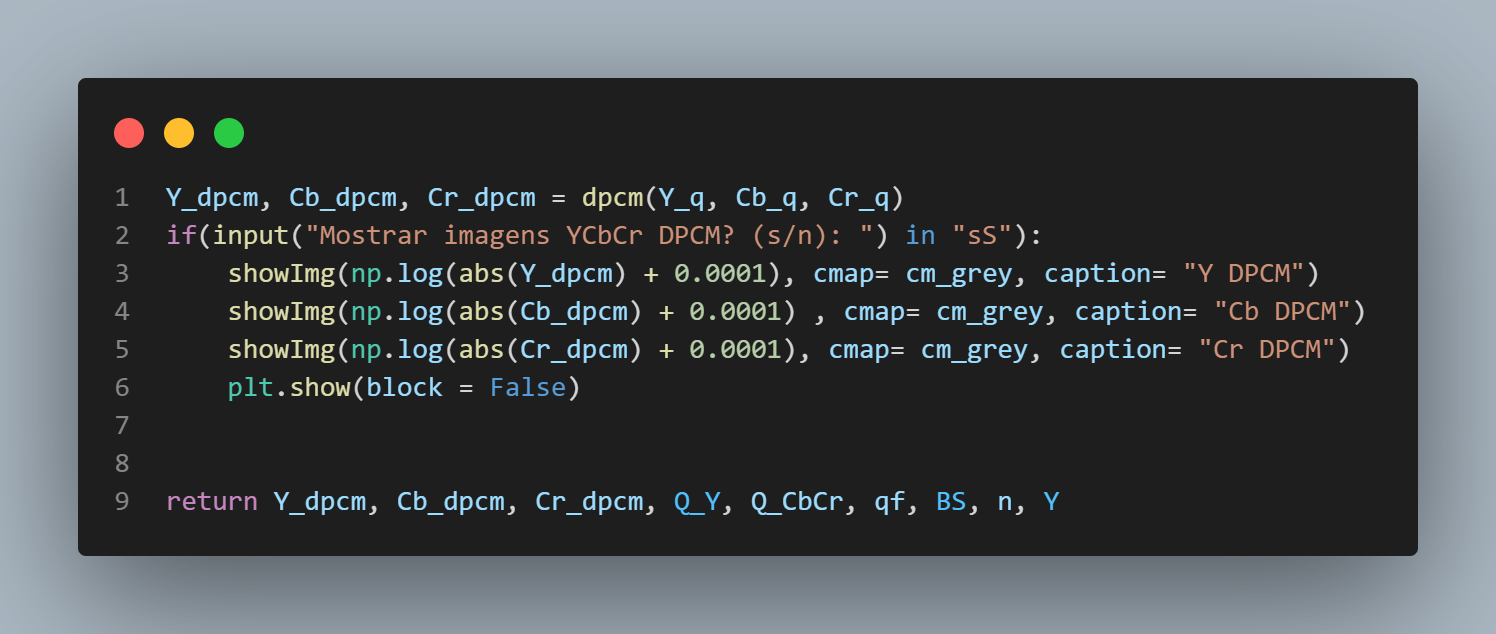 1 Y_dpcm, Cb_dpcm, Cr_dpcm = dpcm(Y_q, Cb_q, Cr_q)
2 if(input("Mostrar imagens YCbCr DPCM? (s/n): ") in "sS"):
3     showImg(np.log(abs(Y_dpcm) + 0.0001), cmap= cm_grey, caption= "Y DPCM")
4     showImg(np.log(abs(Cb_dpcm) + 0.0001) , cmap= cm_grey, caption= "Cb DPCM")
5     showImg(np.log(abs(Cr_dpcm) + 0.0001), cmap= cm_grey, caption= "Cr DPCM")
6     plt.show(block = False)
7
8
9 return Y_dpcm, Cb_dpcm, Cr_dpcm, Q_Y, Q_CbCr, qf, BS, n, Y